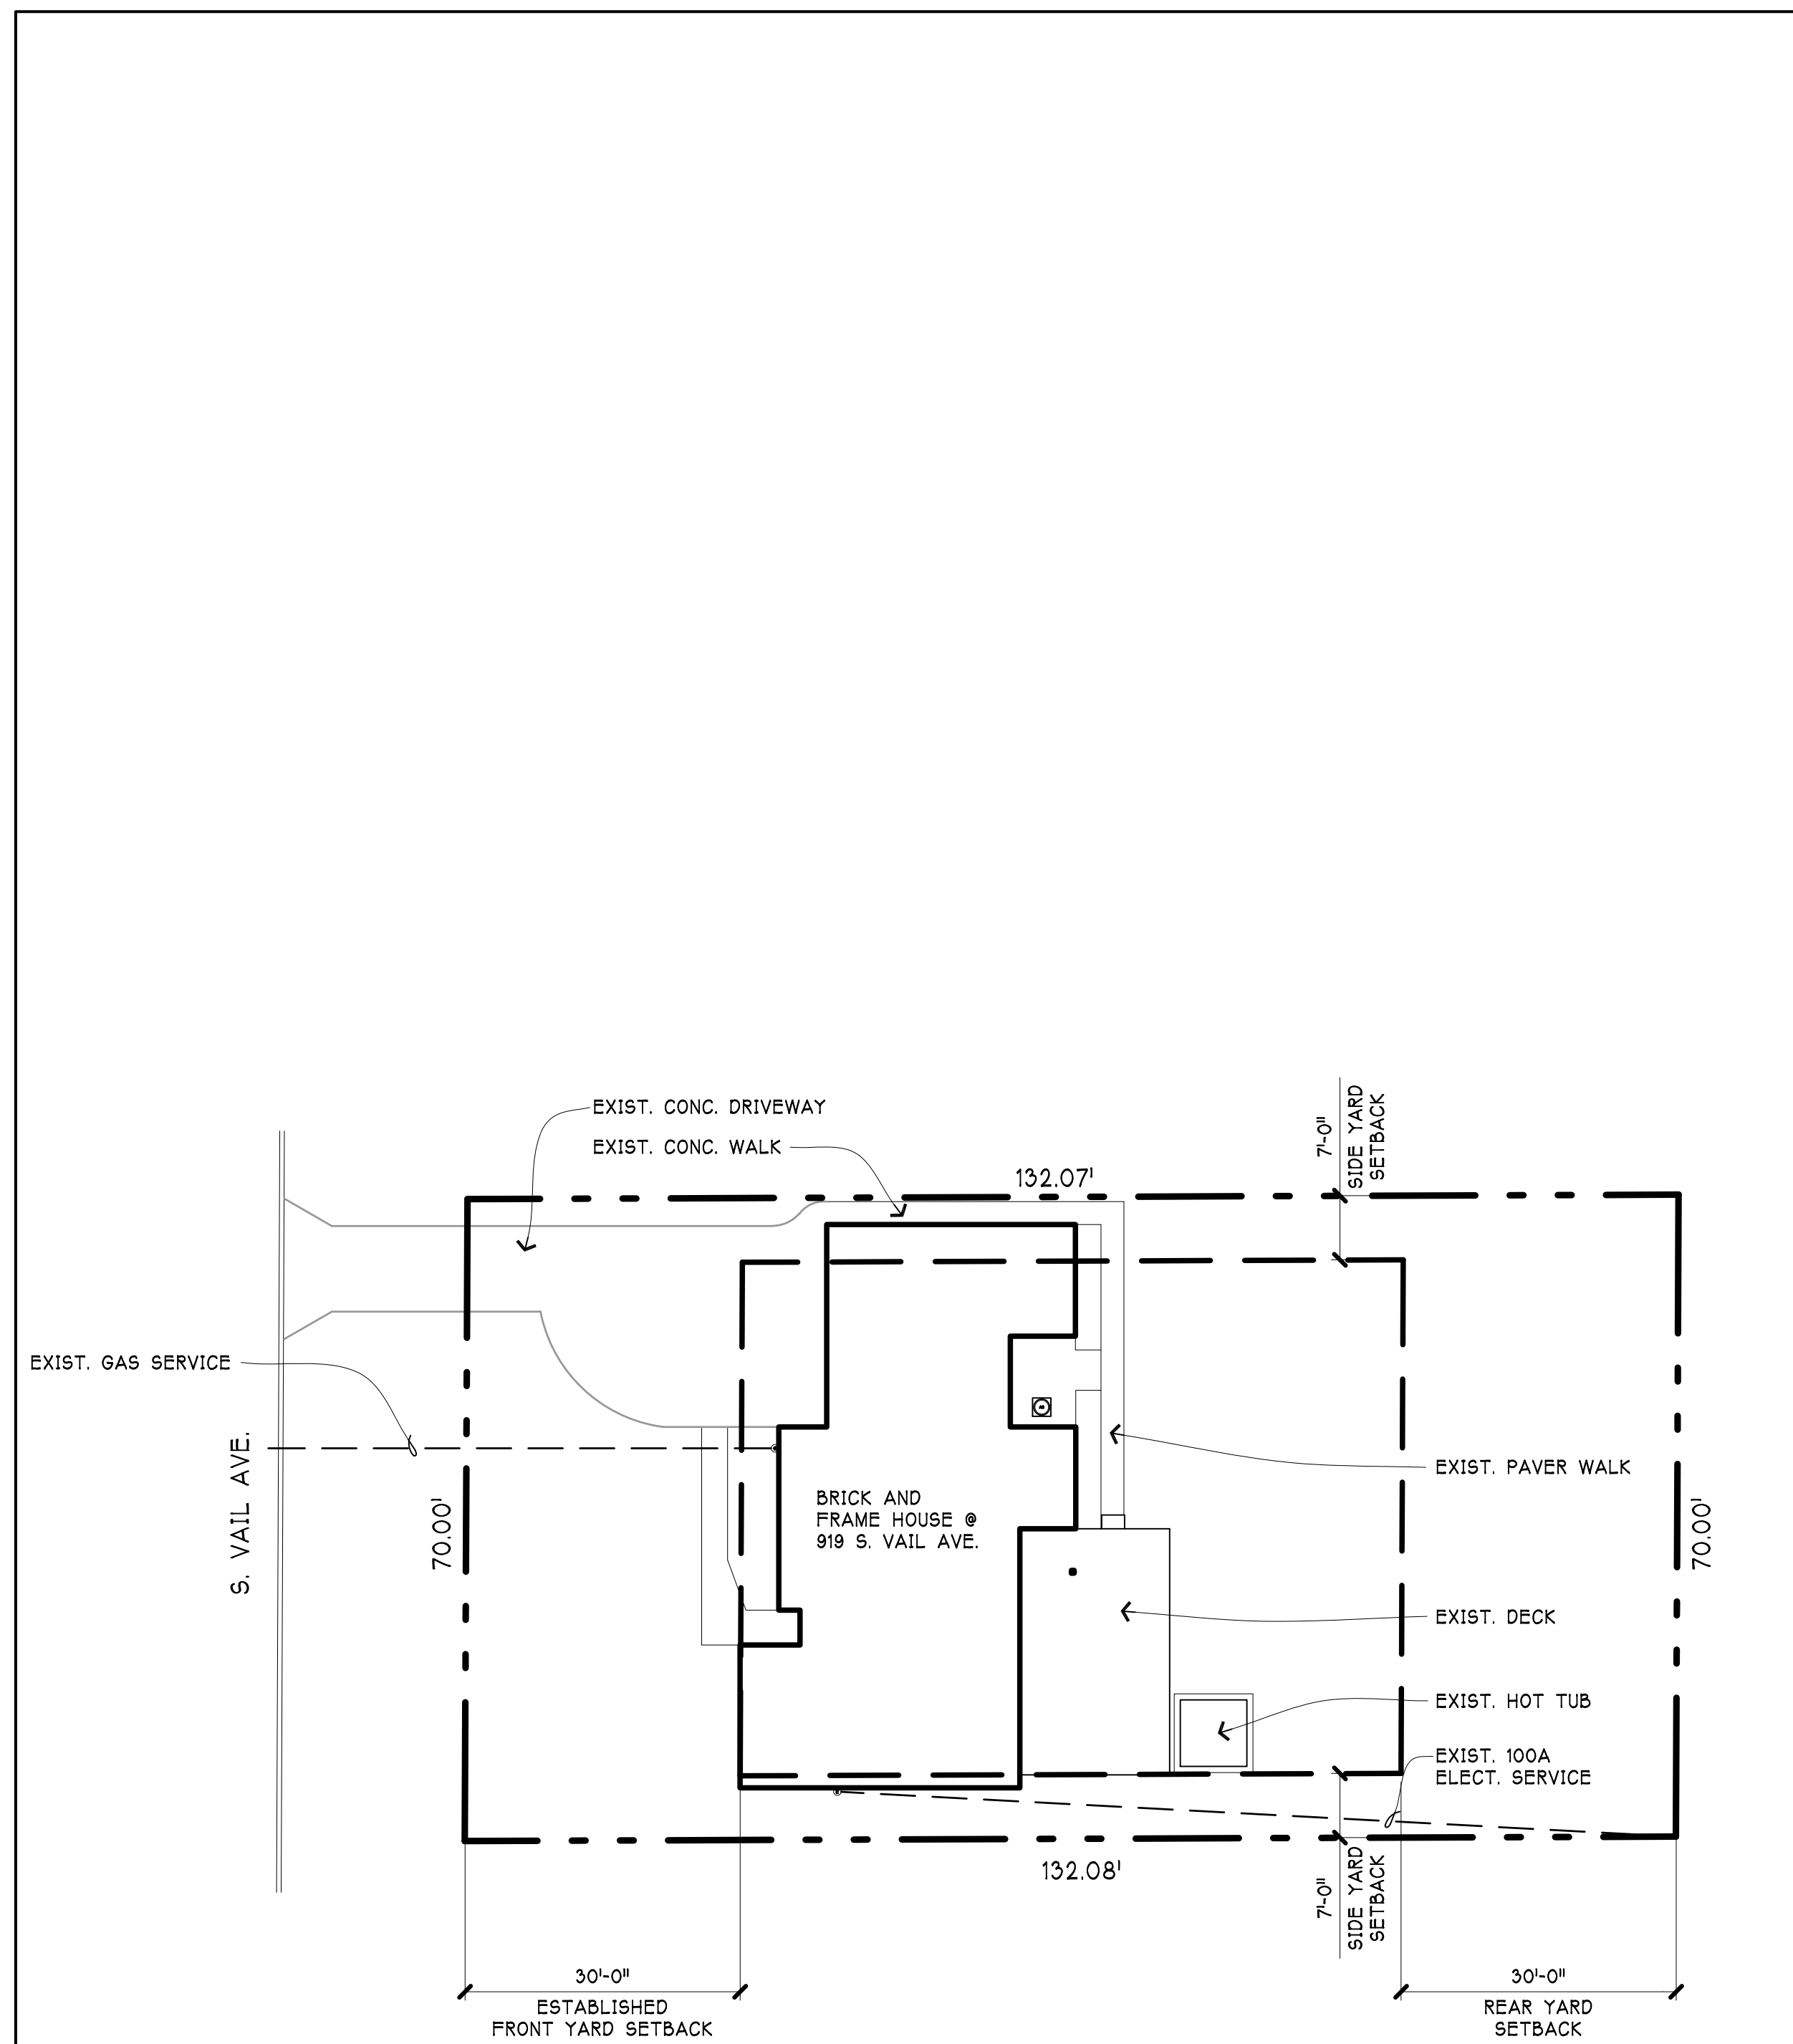 EXIST. CONC. DRIVEWAY
EXIST. CONC. WALK
7'-0"
SIDE YARD
SETBACK
132.07'
EXIST. GAS SERVICE
S. VAIL AVE.
70.00'
BRICK AND
FRAME HOUSE @
919 S. VAIL AVE.
EXIST. PAVER WALK
70.00'
EXIST. DECK
EXIST. HOT TUB
EXIST. 100A
ELECT. SERVICE
132.08'
7'-0"
SIDE YARD
SETBACK
30'-0"
ESTABLISHED
FRONT YARD SETBACK
30'-0"
REAR YARD
SETBACK